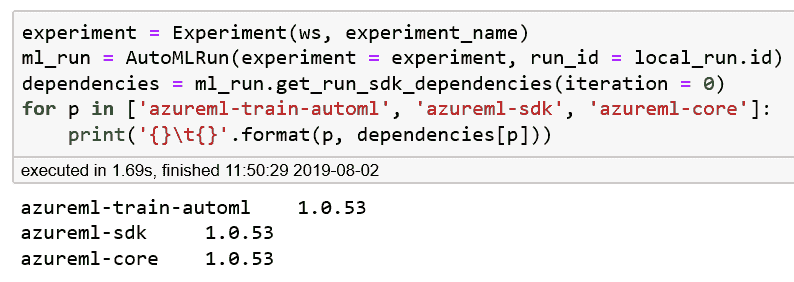 experiment = Experiment(ws, experiment_name)
ml_run = AutoMLRun(experiment = experiment, run_id = local_run.id)
dependencies = ml_run.get_run_sdk_dependencies(iteration = 0)
for p in ['azureml-train-automl', 'azureml-sdk', 'azureml-core']:
    print('{}\t{}'.format(p, dependencies[p]))
executed in 1.69s, finished 11:50:29 2019-08-02
azureml-train-automl    1.0.53
azureml-sdk     1.0.53
azureml-core    1.0.53